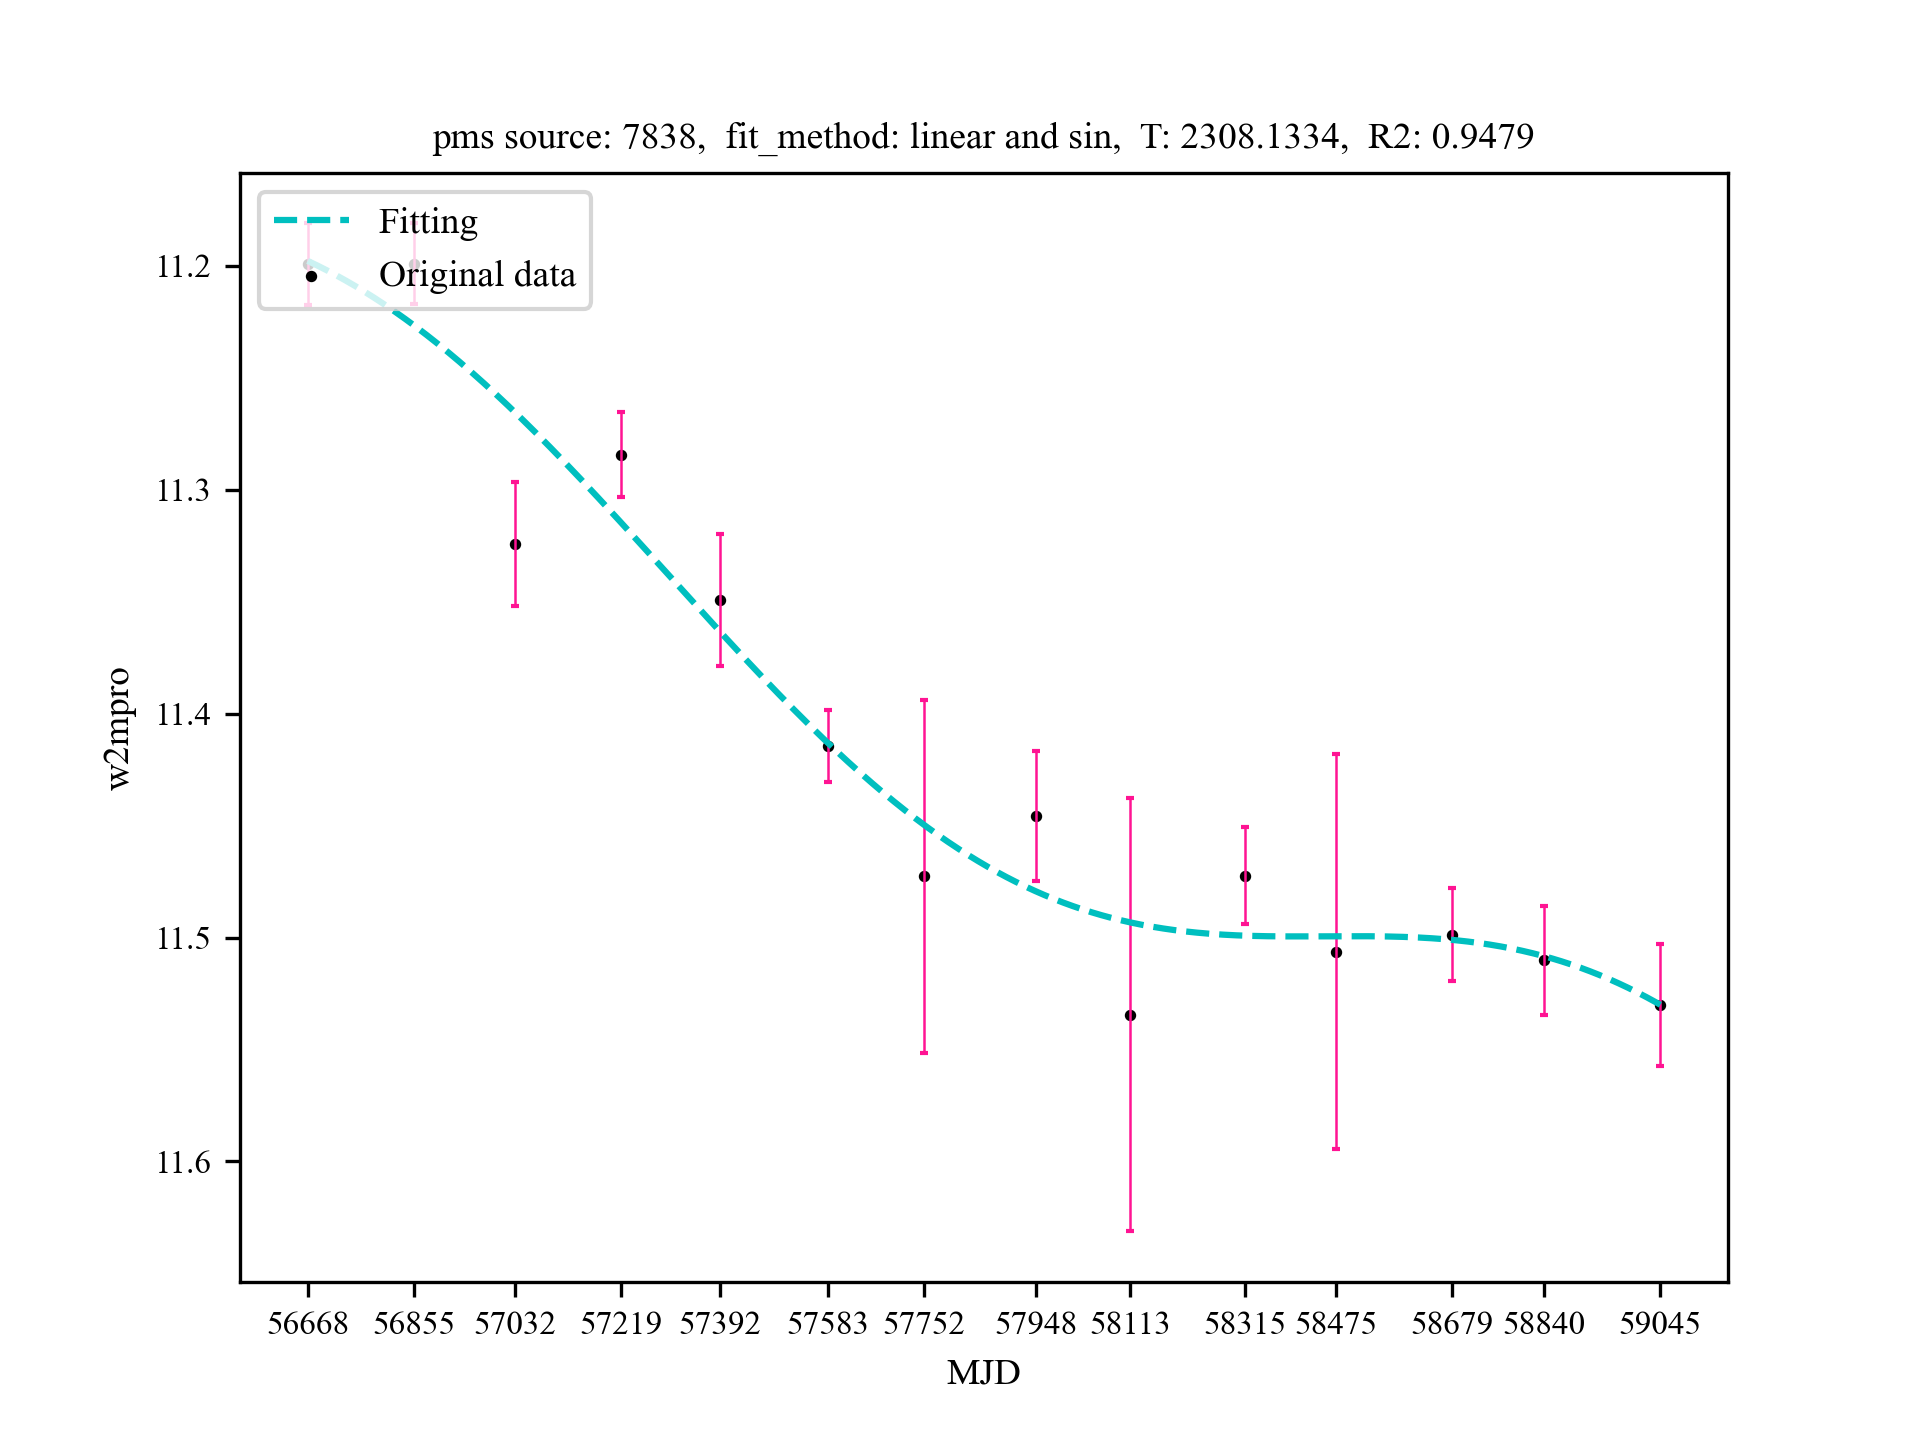 pms source: 7838,  fit_method: linear and sin,  T: 2308.1334,  R2: 0.9479
Fitting
Original data
11.2
11.3
11.4
11.5
11.6
w2mpro
56668 56855 57032 57219 57392 57583 57752 57948 58113 58315 58475 58679 58840 59045
MJD